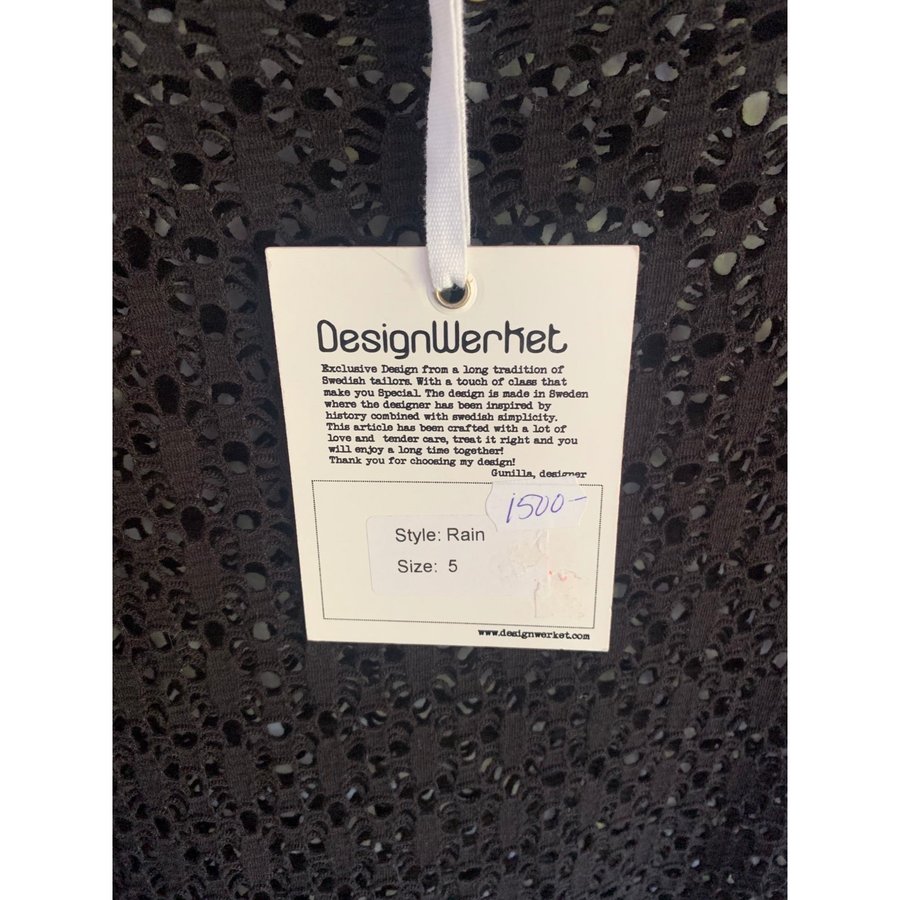 DesignWerket
Exclusive Design from a long tradition of
Swedish tailors. With a touch of class that
make you Special. The design is made in Sweden
where the designer has been inspired by
history combined with swedish simplicity.
This article has been crafted with a lot of
love and tender care, treat it right and you
will enjoy a long time together!
Thank you for choosing my design!
Gunilla, designer
1500-
Style: Rain
Size: 5
www.designwerket.com